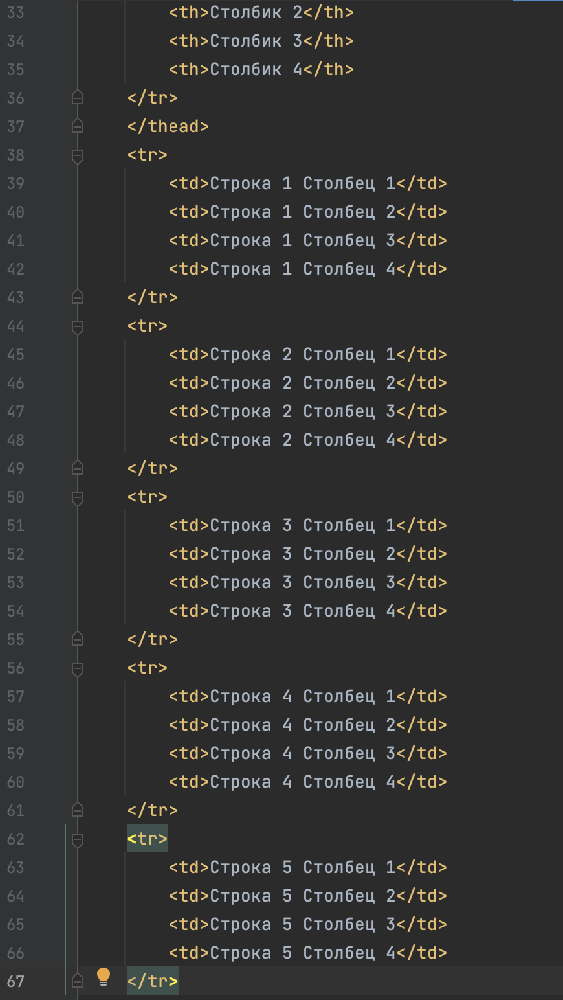 33 <th>Столбик 2</th>
34 <th>Столбик 3</th>
35 <th>Столбик 4</th>
36 </tr>
37 </thead>
38 <tr>
39 <td>Строка 1 Столбец 1</td>
40 <td>Строка 1 Столбец 2</td>
41 <td>Строка 1 Столбец 3</td>
42 <td>Строка 1 Столбец 4</td>
43 </tr>
44 <tr>
45 <td>Строка 2 Столбец 1</td>
46 <td>Строка 2 Столбец 2</td>
47 <td>Строка 2 Столбец 3</td>
48 <td>Строка 2 Столбец 4</td>
49 </tr>
50 <tr>
51 <td>Строка 3 Столбец 1</td>
52 <td>Строка 3 Столбец 2</td>
53 <td>Строка 3 Столбец 3</td>
54 <td>Строка 3 Столбец 4</td>
55 </tr>
56 <tr>
57 <td>Строка 4 Столбец 1</td>
58 <td>Строка 4 Столбец 2</td>
59 <td>Строка 4 Столбец 3</td>
60 <td>Строка 4 Столбец 4</td>
61 </tr>
62 <tr>
63 <td>Строка 5 Столбец 1</td>
64 <td>Строка 5 Столбец 2</td>
65 <td>Строка 5 Столбец 3</td>
66 <td>Строка 5 Столбец 4</td>
67 </tr>